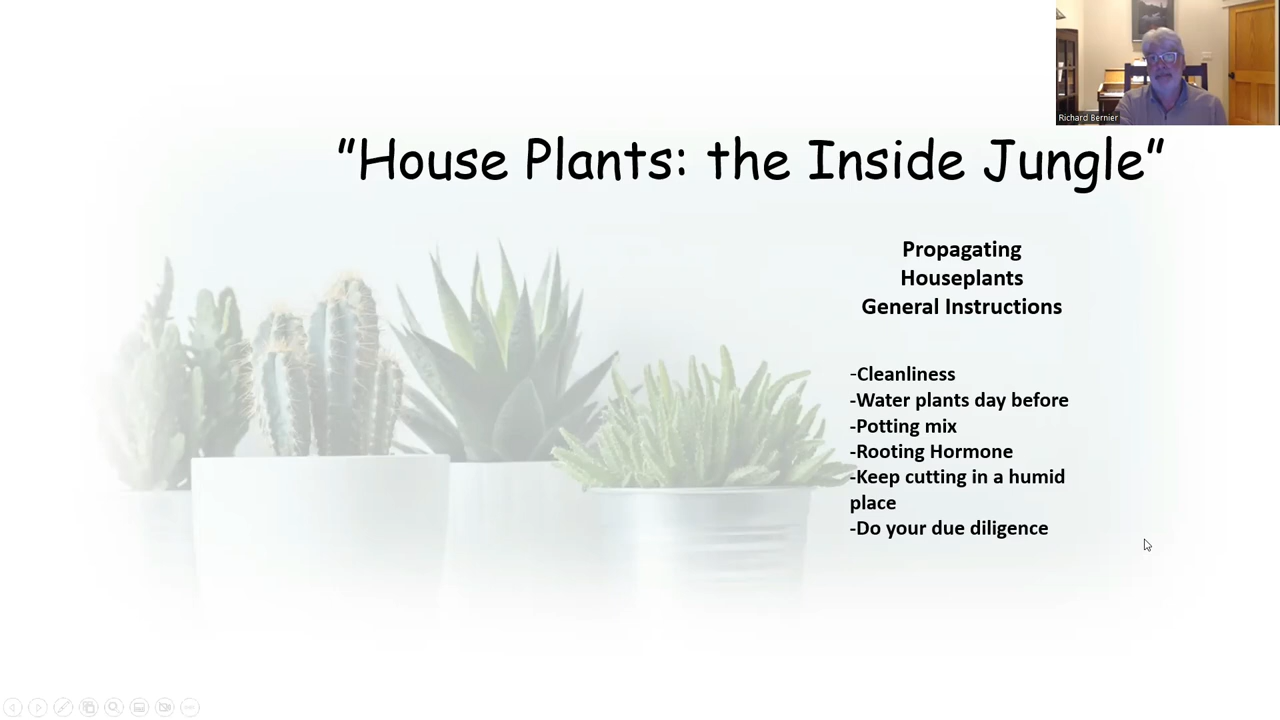 Richard Bernier
"House Plants: the Inside Jungle"
Propagating
Houseplants
General Instructions
-Cleanliness
-Water plants day before
-Potting mix
-Rooting Hormone
-Keep cutting in a humid
place
-Do your due diligence